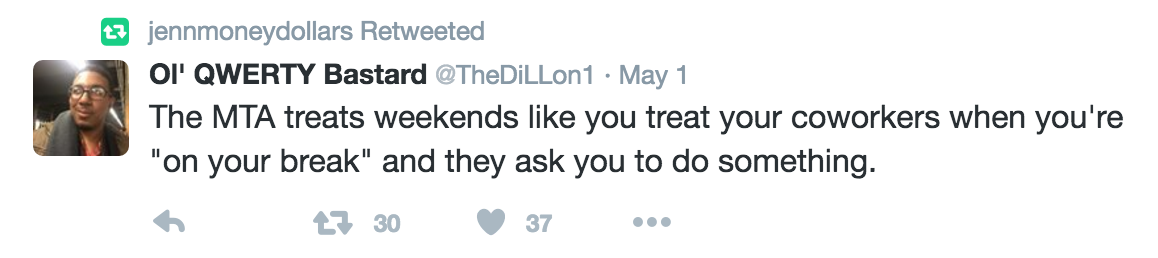 jennmoneydollars Retweeted
Ol' QWERTY Bastard @TheDiLLon1 · May 1
The MTA treats weekends like you treat your coworkers when you're
"on your break" and they ask you to do something.
30 37